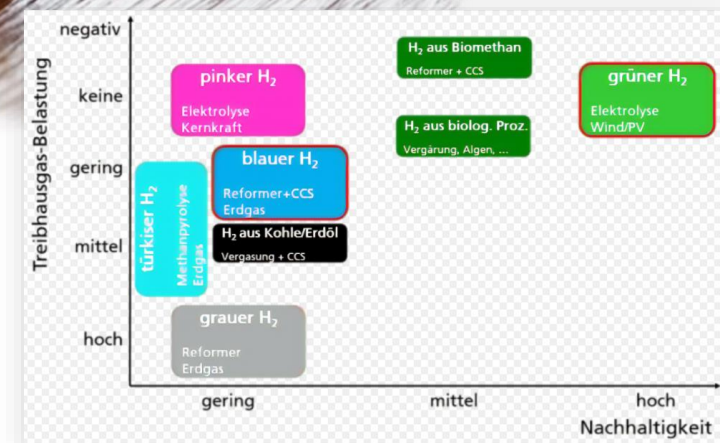 Treibhausgas-Belastung
negativ
keine
gering
mittel
hoch
pinker H₂
Elektrolyse
Kernkraft
türkiser H₂
Methanpyrolyse
Erdgas
blauer H₂
Reformer+CCS
Erdgas
H₂ aus Kohle/Erdöl
Vergasung + CCS
grauer H₂
Reformer
Erdgas
H₂ aus Biomethan
Reformer + CCS
H₂ aus biolog. Proz.
Vergärung, Algen, ...
grüner H₂
Elektrolyse
Wind/PV
gering
mittel
hoch
Nachhaltigkeit